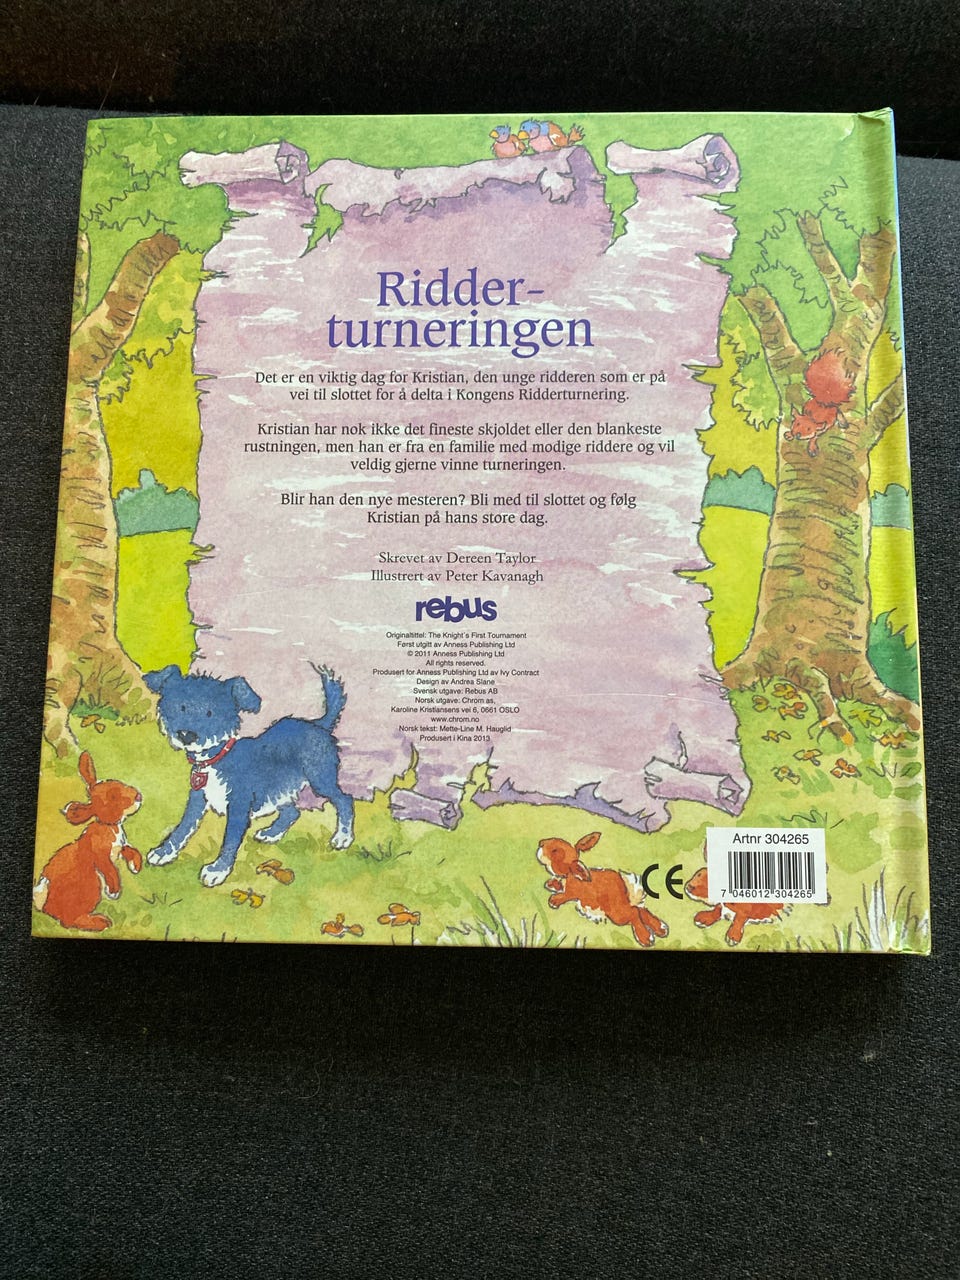 Ridder-
turneringen
Det er en viktig dag for Kristian, den unge ridderen som er på
vei til slottet for å delta i Kongens Ridderturnering.
Kristian har nok ikke det fineste skjoldet eller den blankeste
rustningen, men han er fra en familie med modige riddere og vil
veldig gjerne vinne turneringen.
Blir han den nye mesteren? Bli med til slottet og følg
Kristian på hans store dag.
Skrevet av Dereen Taylor
Illustrert av Peter Kavanagh
rebus
Originaltittel: The Knight´s First Tournament
Først utgitt av Anness Publishing Ltd
© 2011 Anness Publishing Ltd
All rights reserved.
Produsert for Anness Publishing Ltd av Ivy Contract
Design av Andrea Slane
Svensk utgave: Rebus AB
Norsk utgave: Chrom as,
Karoline Kristiansens vei 6, 0661 OSLO
www.chrom.no
Norsk tekst: Mette-Line M. Hauglid
Produsert i Kina 2013
CE
Artnr 304265
7 046012 304265